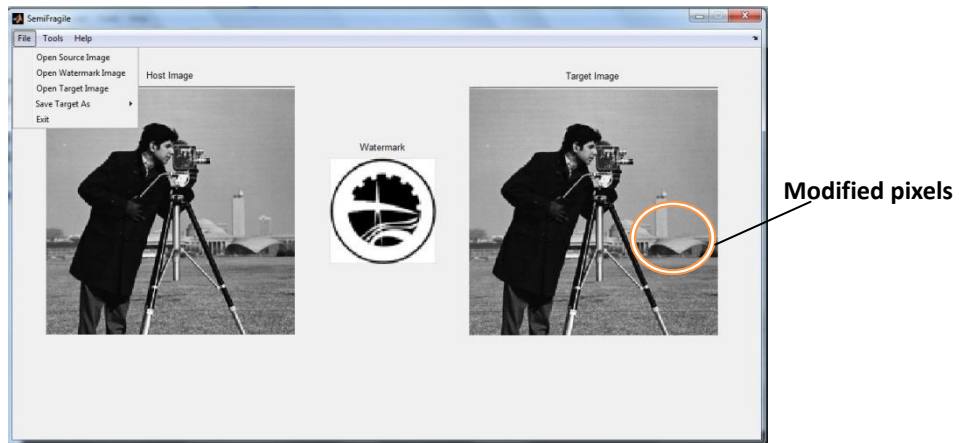 SemiFragile
File Tools Help
Open Source Image
Open Watermark Image
Open Target Image
Save Target As
Exit
Host Image
Watermark
Target Image
Modified pixels